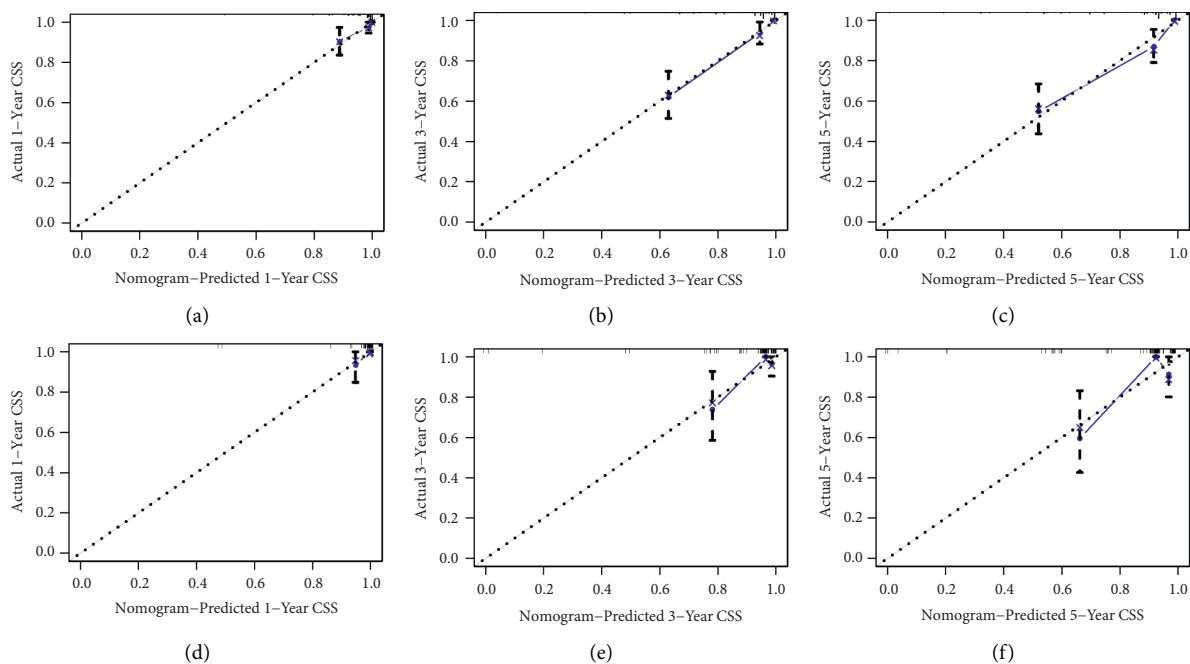 1.0
0.8
0.6
0.4
0.2
0.0
Actual 1−Year CSS
0.0 0.2 0.4 0.6 0.8 1.0
Nomogram−Predicted 1−Year CSS
(a)
1.0
0.8
0.6
0.4
0.2
0.0
Actual 3−Year CSS
0.0 0.2 0.4 0.6 0.8 1.0
Nomogram−Predicted 3−Year CSS
(b)
1.0
0.8
0.6
0.4
0.2
0.0
Actual 5−Year CSS
0.0 0.2 0.4 0.6 0.8 1.0
Nomogram−Predicted 5−Year CSS
(c)
1.0
0.8
0.6
0.4
0.2
0.0
Actual 1−Year CSS
0.0 0.2 0.4 0.6 0.8 1.0
Nomogram−Predicted 1−Year CSS
(d)
1.0
0.8
0.6
0.4
0.2
0.0
Actual 3−Year CSS
0.0 0.2 0.4 0.6 0.8 1.0
Nomogram−Predicted 3−Year CSS
(e)
1.0
0.8
0.6
0.4
0.2
0.0
Actual 5−Year CSS
0.0 0.2 0.4 0.6 0.8 1.0
Nomogram−Predicted 5−Year CSS
(f)